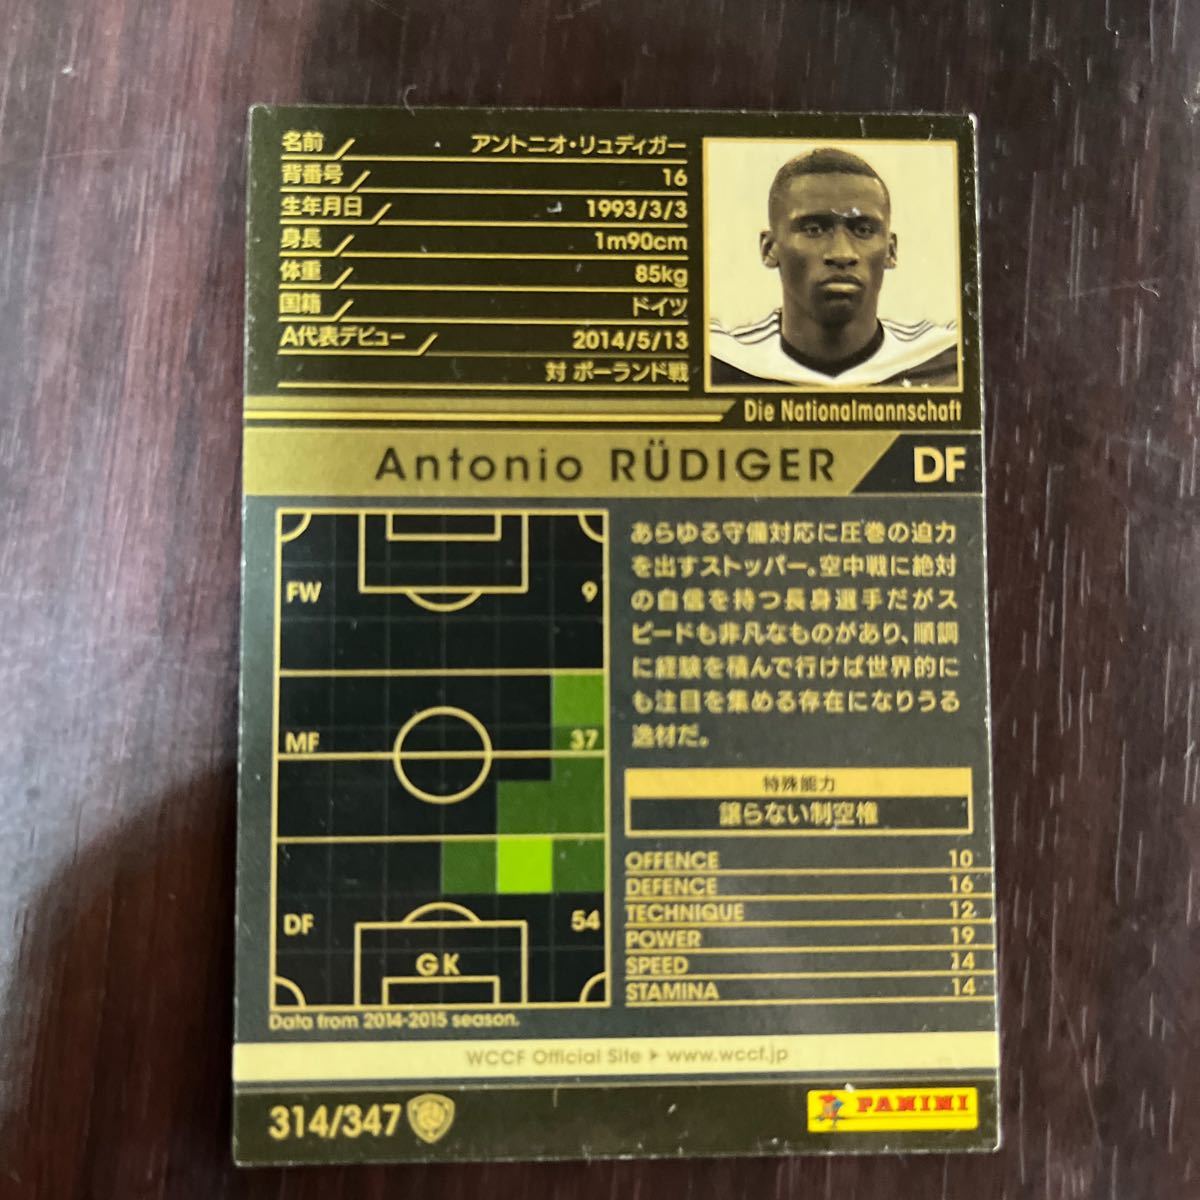 名前 アントニオ・リュディガー
背番号 16
生年月日 1993/3/3
身長 1m90cm
体重 85kg
国籍 ドイツ
A代表デビュー 2014/5/13
対 ポーランド戦
Die Nationalmannschaft
Antonio RÜDIGER DF
FW 9
MF 37
DF 54
GK
Data from 2014-2015 season.
あらゆる守備対応に圧巻の迫力
を出すストッパー。空中戦に絶対
の自信を持つ長身選手だがス
ピードも非凡なものがあり、順調
に経験を積んで行けば世界的に
も注目を集める存在になりうる
逸材だ。
特殊能力
譲らない制空権
OFFENCE 10
DEFENCE 16
TECHNIQUE 12
POWER 19
SPEED 14
STAMINA 14
WCCF Official Site ▶ www.wccf.jp
314/347
PANINI